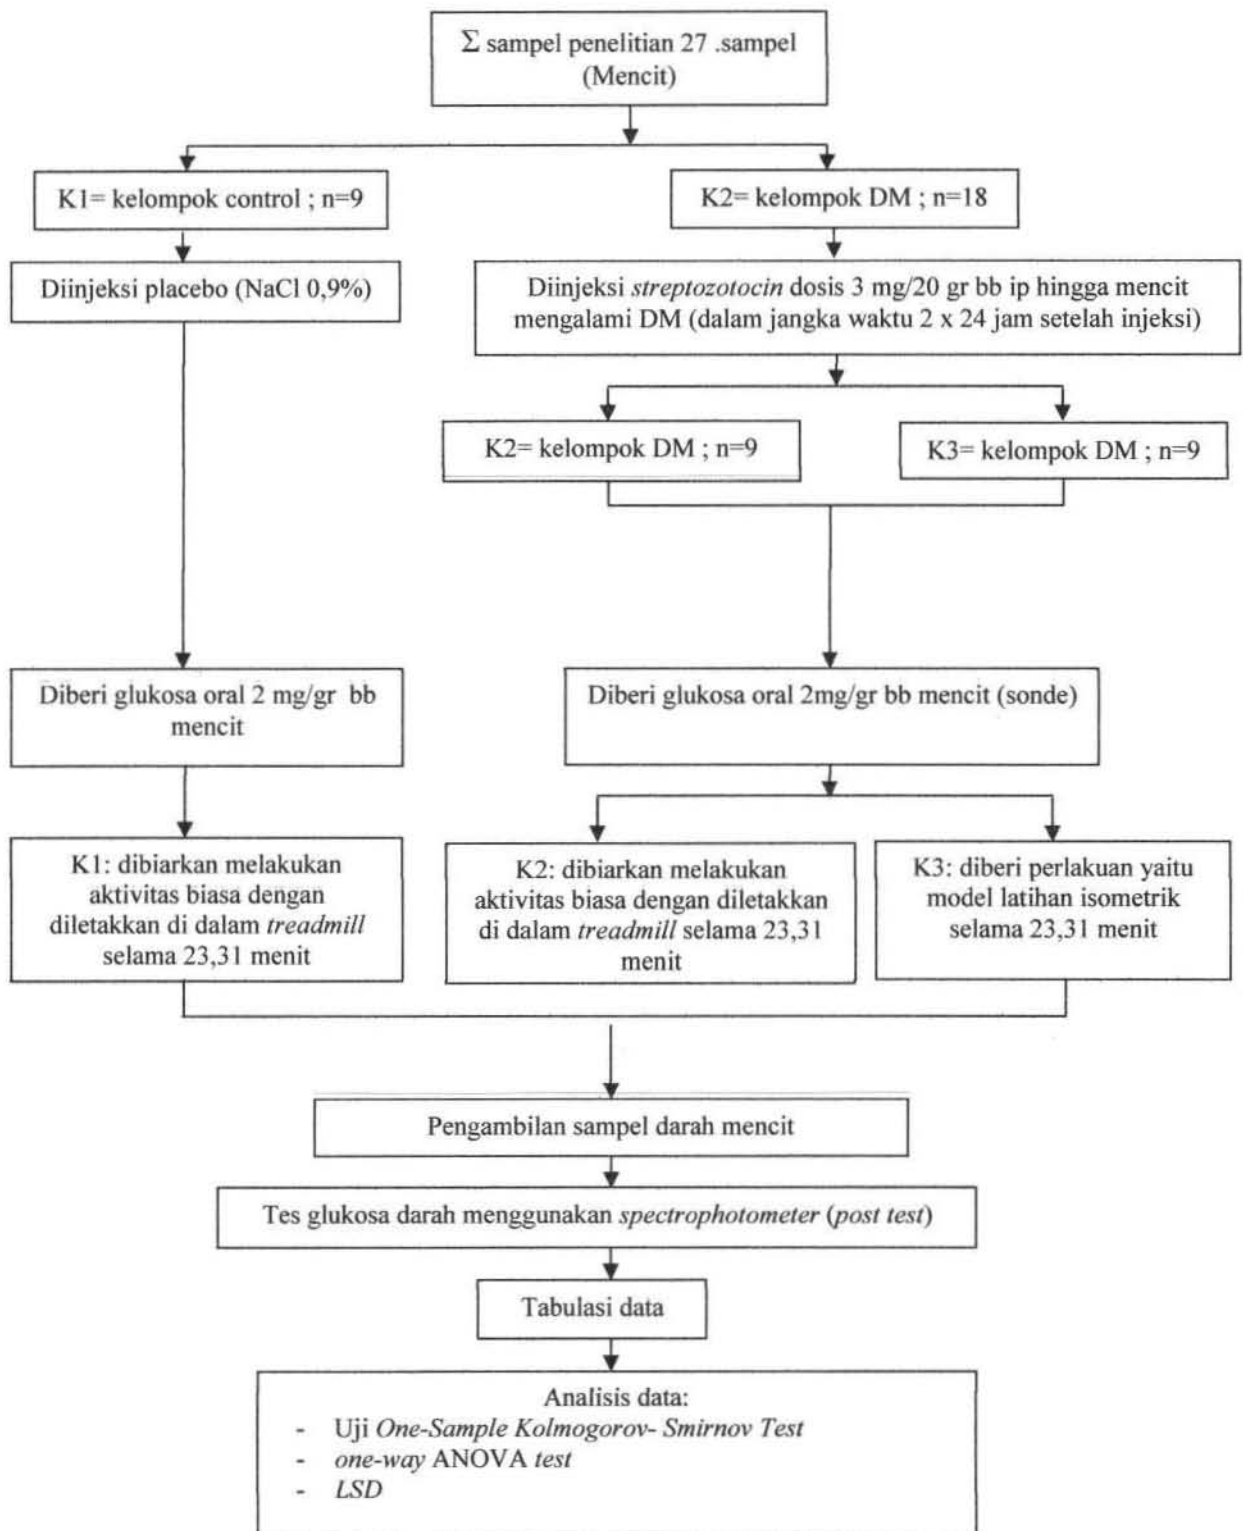 Σ sampel penelitian 27 .sampel
(Mencit)
K1= kelompok control ; n=9
K2= kelompok DM ; n=18
Diinjeksi placebo (NaCl 0,9%)
Diinjeksi streptozotocin dosis 3 mg/20 gr bb ip hingga mencit
mengalami DM (dalam jangka waktu 2 x 24 jam setelah injeksi)
K2= kelompok DM ; n=9
K3= kelompok DM ; n=9
Diberi glukosa oral 2 mg/gr bb
mencit
Diberi glukosa oral 2mg/gr bb mencit (sonde)
K1: dibiarkan melakukan
aktivitas biasa dengan
diletakkan di dalam treadmill
selama 23,31 menit
K2: dibiarkan melakukan
aktivitas biasa dengan diletakkan
di dalam treadmill selama 23,31
menit
K3: diberi perlakuan yaitu
model latihan isometrik
selama 23,31 menit
Pengambilan sampel darah mencit
Tes glukosa darah menggunakan spectrophotometer (post test)
Tabulasi data
Analisis data:
- Uji One-Sample Kolmogorov- Smirnov Test
- one-way ANOVA test
- LSD